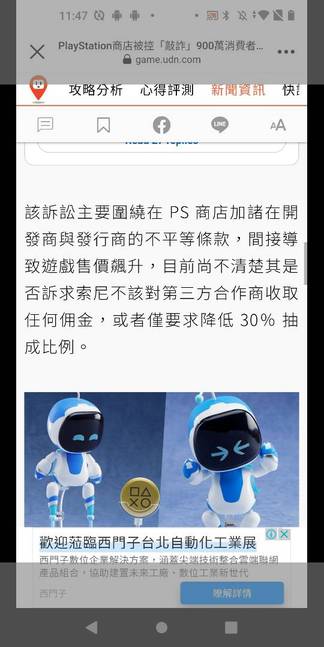 11:47
PlayStation商店被控「敲詐」900萬消費者...
game.udn.com
攻略分析 心得評測 新聞資訊 快訊
LINE
AA
Read 27 replies
該訴訟主要圍繞在 PS 商店加諸在開
發商與發行商的不平等條款，間接導
致遊戲售價飆升，目前尚不清楚其是
否訴求索尼不該對第三方合作商收取
任何佣金，或者僅要求降低 30% 抽
成比例。
歡迎蒞臨西門子台北自動化工業展
西門子數位企業解決方案，涵蓋尖端技術整合雲端聯網
產品組合，協助建置未來工廠、數位工業新世代
西門子
瞭解詳情